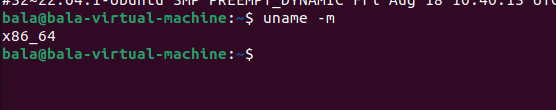 #32~22.04.1-Ubuntu SMP PREEMPT_DYNAMIC Fri Aug 18 10:40:13 UTC
bala@bala-virtual-machine:~$ uname -m
x86_64
bala@bala-virtual-machine:~$